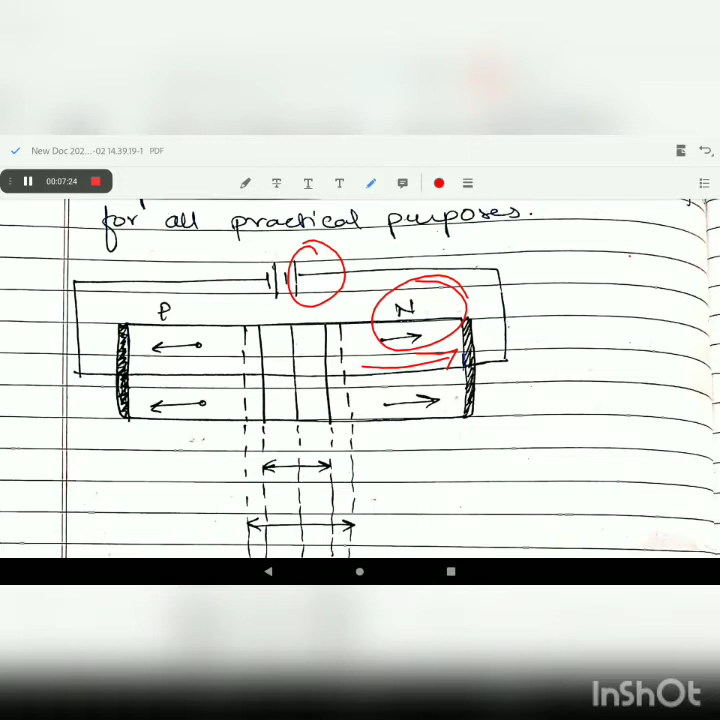 New Doc 202...-02 14.39.19-1 PDF
00:07:24
T T T
for all practical purposes.
P N
InShOt